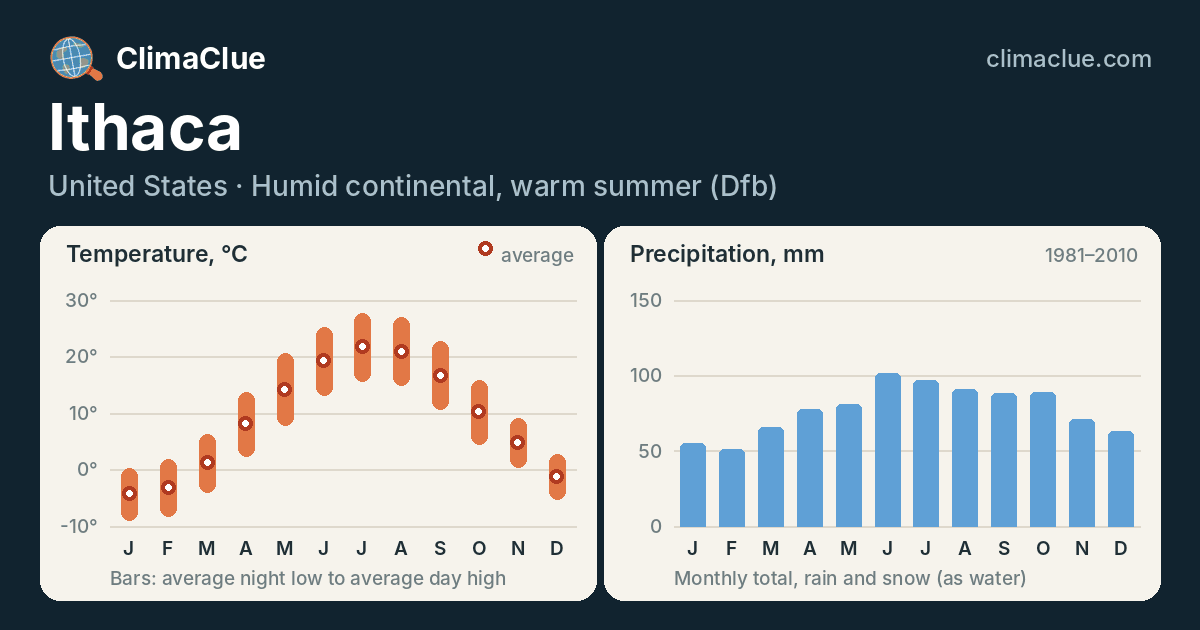 ClimaClue
climaclue.com
Ithaca
United States · Humid continental, warm summer (Dfb)
Temperature, °C
average
30°
20°
10°
0°
-10°
J F M A M J J A S O N D
Bars: average night low to average day high
Precipitation, mm
1981–2010
150
100
50
0
J F M A M J J A S O N D
Monthly total, rain and snow (as water)